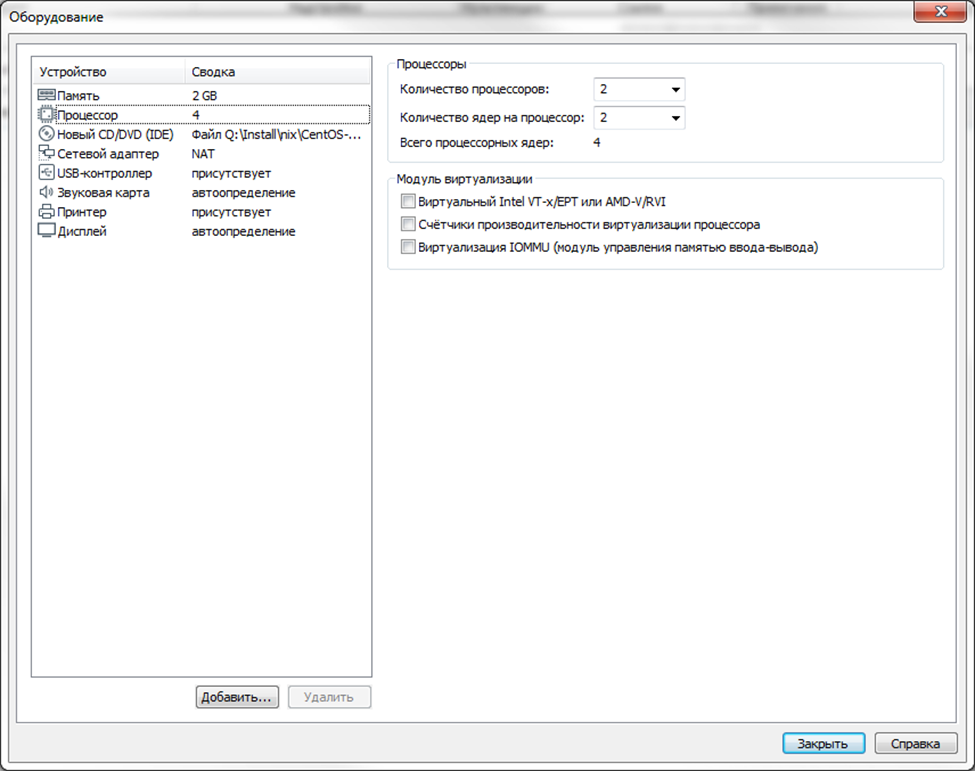 Оборудование
Устройство Сводка
Память 2 GB
Процессор 4
Новый CD/DVD (IDE) Файл Q:\Install\nix\CentOS-...
Сетевой адаптер NAT
USB-контроллер присутствует
Звуковая карта автоопределение
Принтер присутствует
Дисплей автоопределение
Добавить...
Удалить
Процессоры
Количество процессоров: 2
Количество ядер на процессор: 2
Всего процессорных ядер: 4
Модуль виртуализации
Виртуальный Intel VT-x/EPT или AMD-V/RVI
Счётчики производительности виртуализации процессора
Виртуализация IOMMU (модуль управления памятью ввода-вывода)
Закрыть
Справка